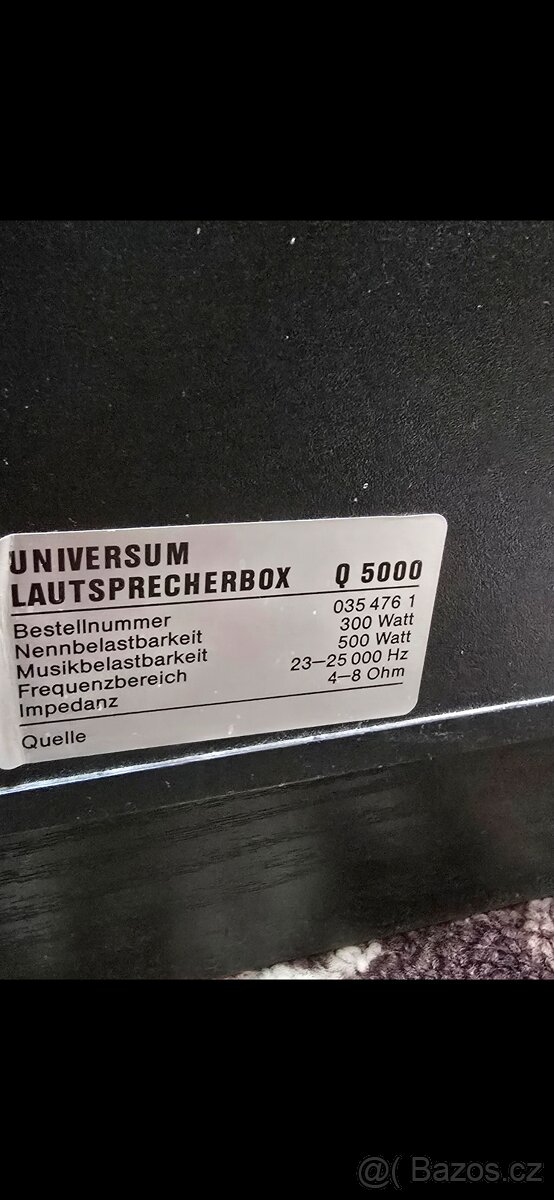 UNIVERSUM
LAUTSPRECHERBOX Q 5000
Bestellnummer 035 476 1
Nennbelastbarkeit 300 Watt
Musikbelastbarkeit 500 Watt
Frequenzbereich 23–25 000 Hz
Impedanz 4–8 Ohm
Quelle
@( Bazos.cz